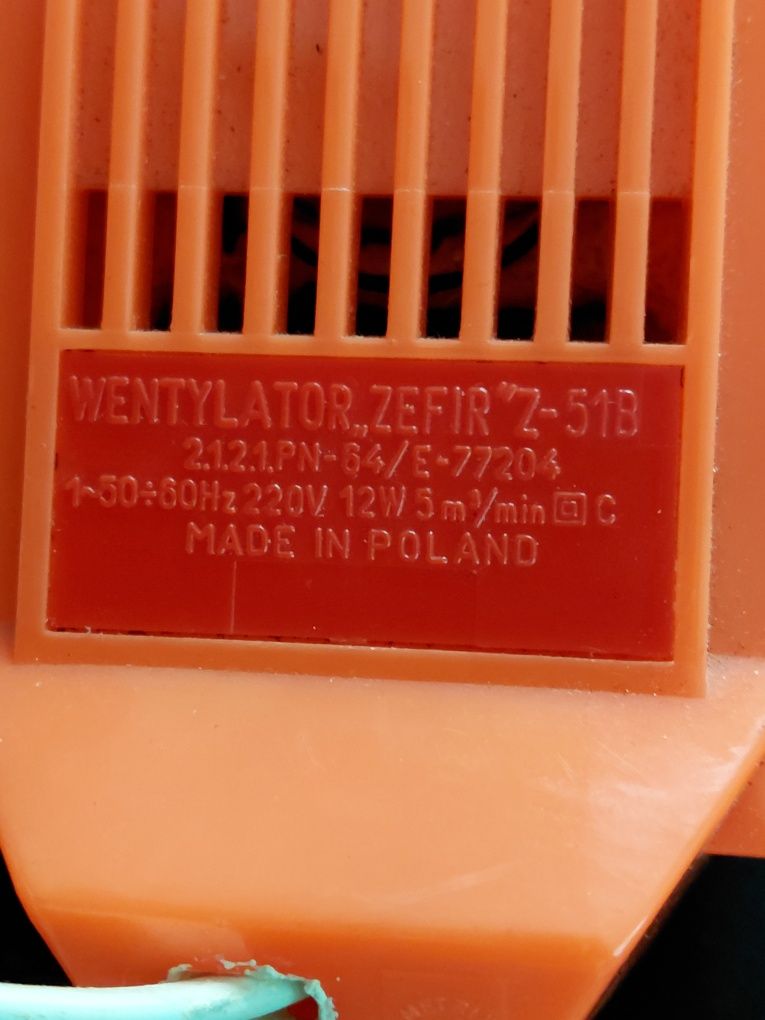 WENTYLATOR „ZEFIR” Z-51B
2.1.2.1.PN-64/E-77204
1~50÷60Hz 220V 12W 5 m³/min C
MADE IN POLAND